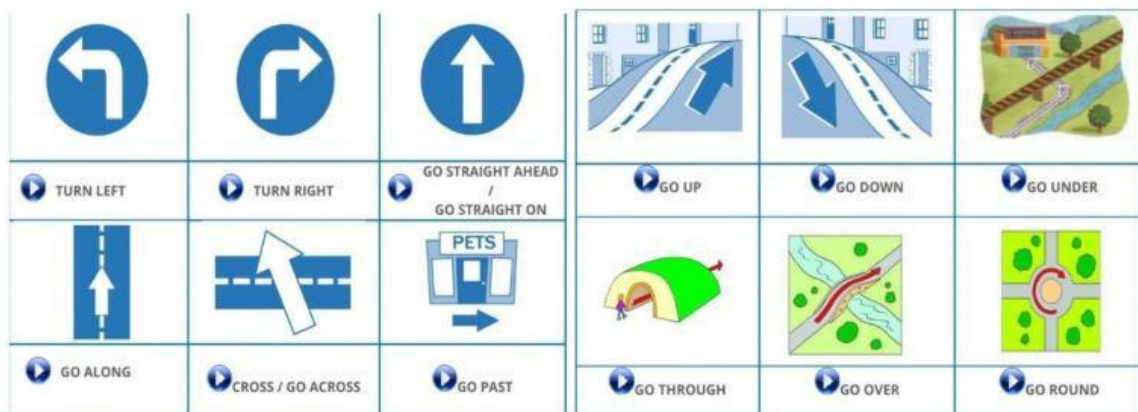 TURN LEFT
TURN RIGHT
GO STRAIGHT AHEAD
/
GO STRAIGHT ON
GO UP
GO DOWN
GO UNDER
PETS
GO ALONG
CROSS / GO ACROSS
GO PAST
GO THROUGH
GO OVER
GO ROUND